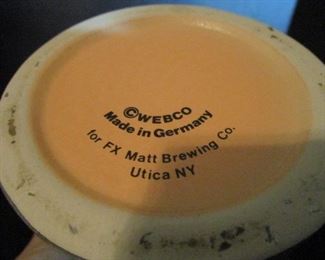 ©WEBCO
Made in Germany
for FX Matt Brewing Co.
Utica NY